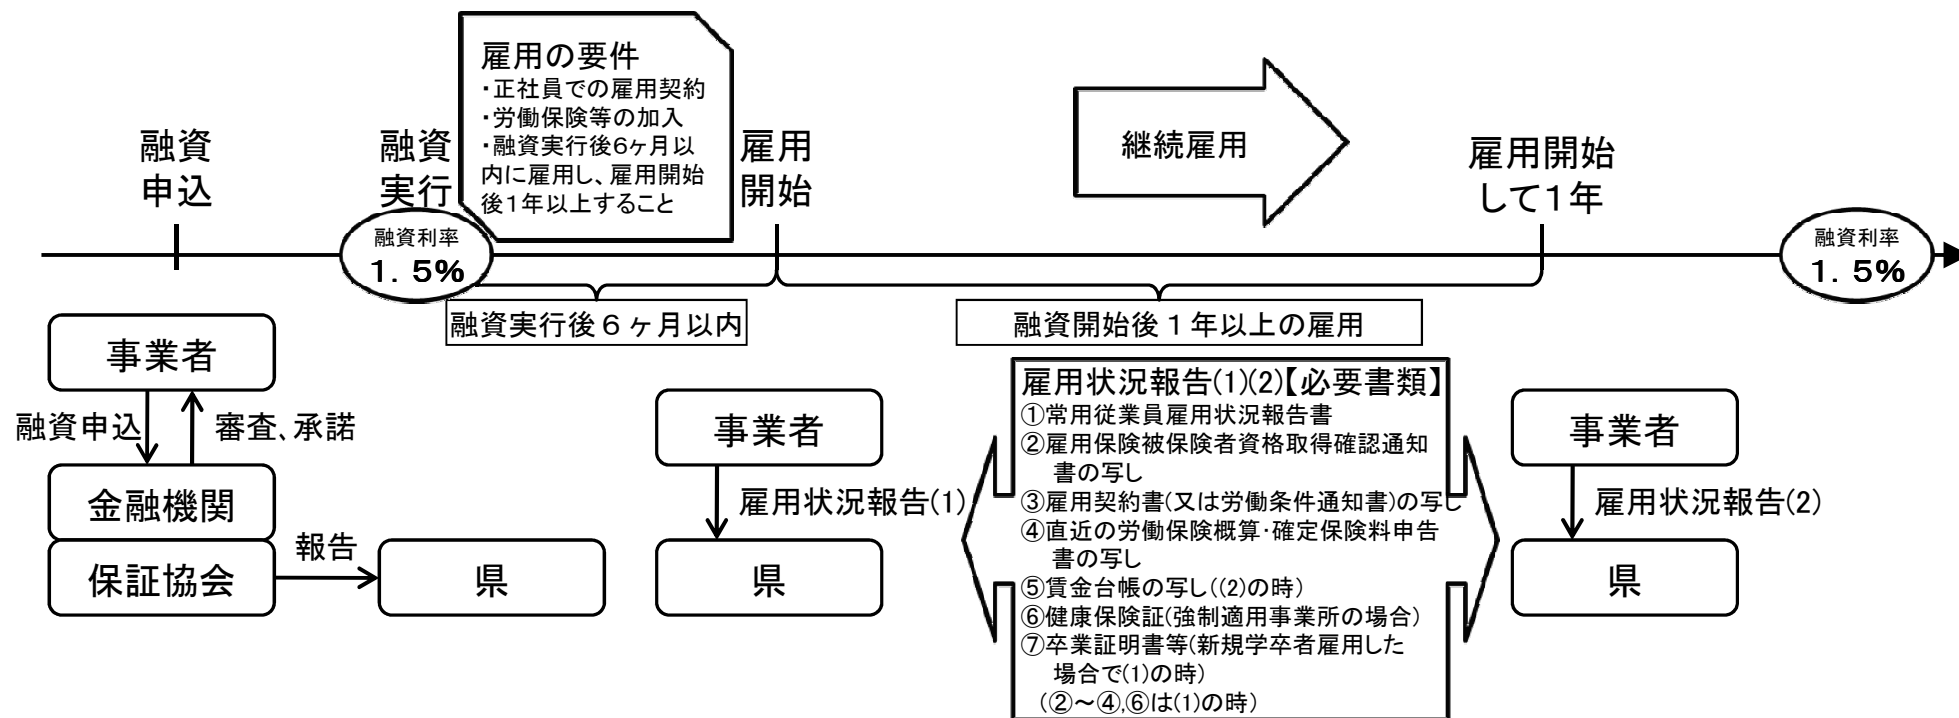 雇用の要件
・正社員での雇用契約
・労働保険等の加入
・融資実行後6ヶ月以
内に雇用し、雇用開始
後1年以上すること
融資
申込
融資
実行
雇用
開始
継続雇用
雇用開始
して1年
融資利率
1.5%
融資利率
1.5%
融資実行後6ヶ月以内
融資開始後1年以上の雇用
事業者
融資申込
審査、承諾
金融機関
保証協会
報告
県
事業者
雇用状況報告(1)
県
雇用状況報告(1)(2)【必要書類】
①常用従業員雇用状況報告書
②雇用保険被保険者資格取得確認通知
書の写し
③雇用契約書(又は労働条件通知書)の写し
④直近の労働保険概算・確定保険料申告
書の写し
⑤賃金台帳の写し((2)の時)
⑥健康保険証(強制適用事業所の場合)
⑦卒業証明書等(新規学卒者雇用した
場合で(1)の時)
(②～④,⑥は(1)の時)
事業者
雇用状況報告(2)
県